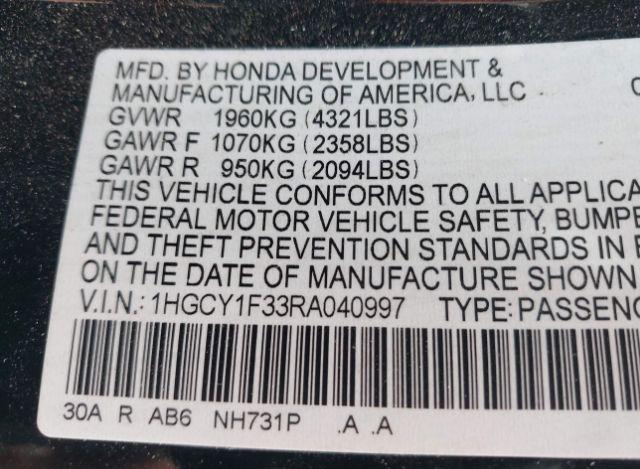 MFD. BY HONDA DEVELOPMENT &
MANUFACTURING OF AMERICA, LLC
GVWR 1960KG (4321LBS)
GAWR F 1070KG (2358LBS)
GAWR R 950KG (2094LBS)
THIS VEHICLE CONFORMS TO ALL APPLICA
FEDERAL MOTOR VEHICLE SAFETY, BUMPE
AND THEFT PREVENTION STANDARDS IN
ON THE DATE OF MANUFACTURE SHOWN
V.I.N.: 1HGCY1F33RA040997 TYPE: PASSENG
30A R AB6 NH731P .A .A